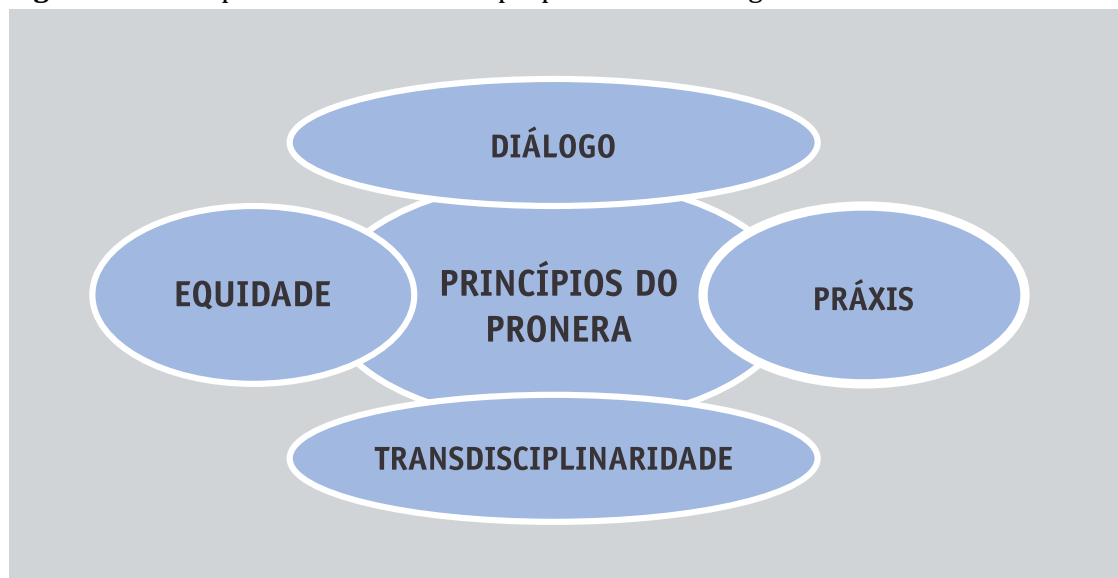 DIÁLOGO
EQUIDADE
PRINCÍPIOS DO
PRONERA
PRÁXIS
TRANSDISCIPLINARIDADE